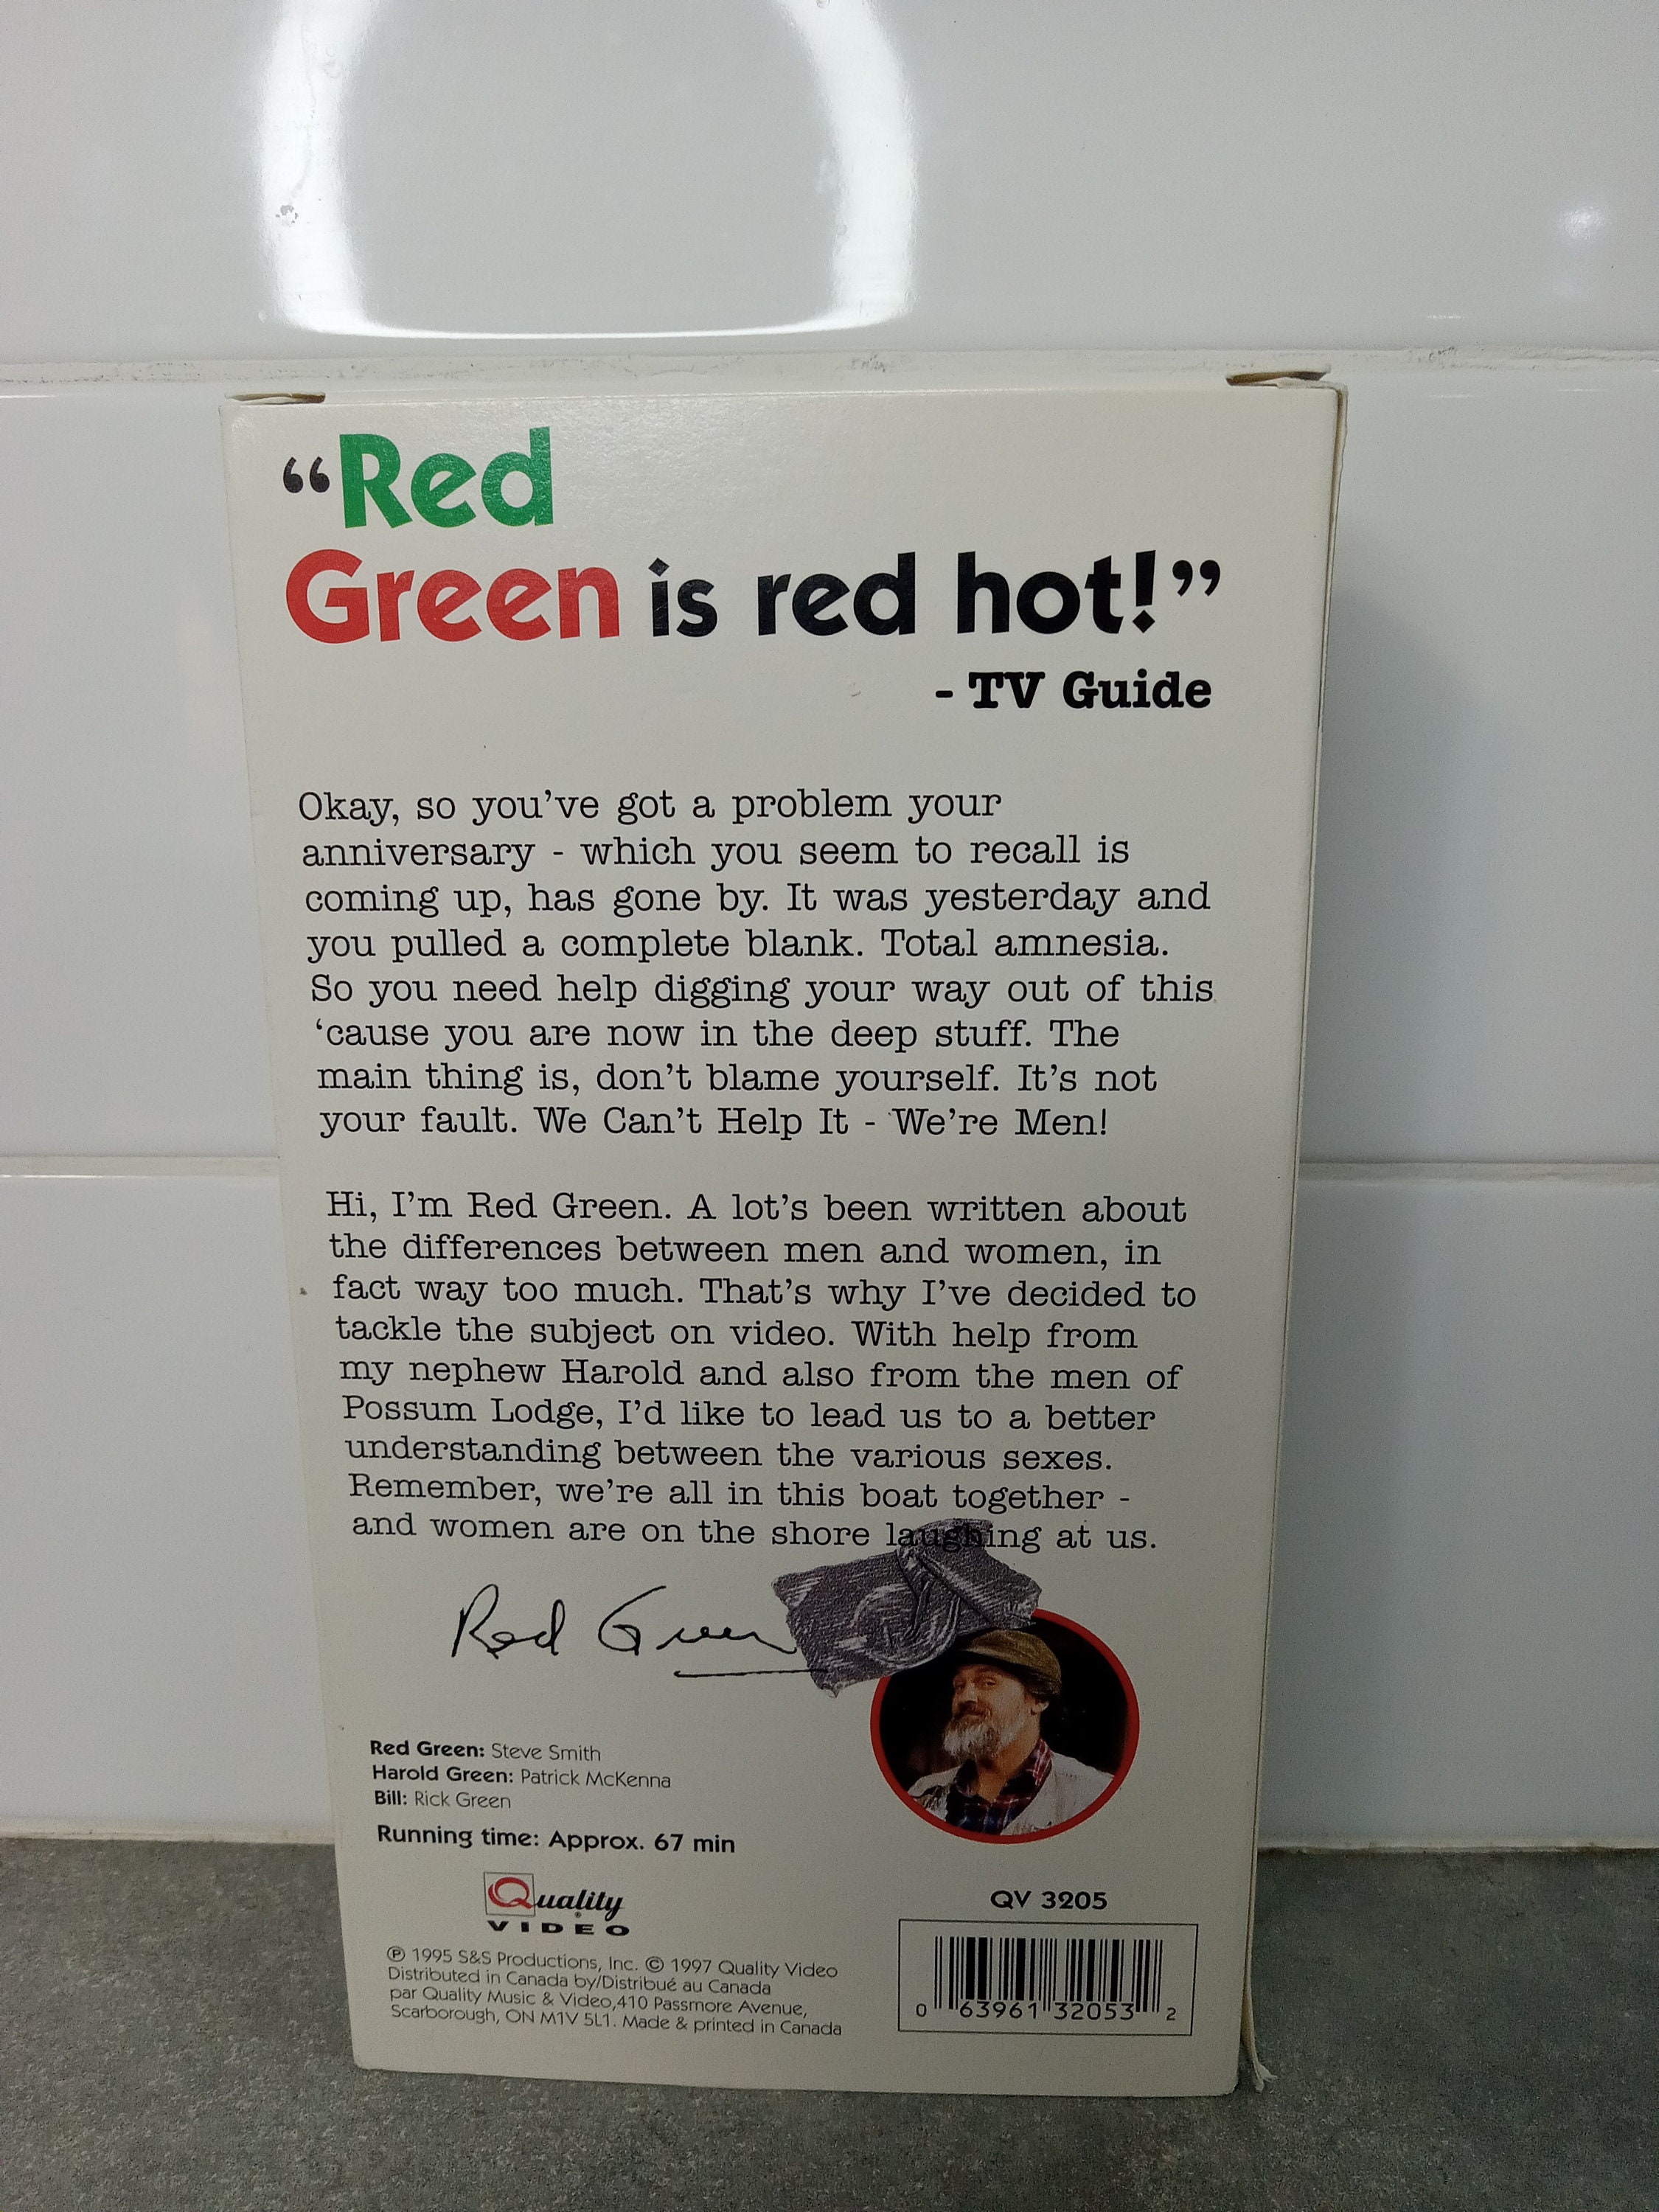 “Red
Green is red hot!”
- TV Guide
Okay, so you’ve got a problem your
anniversary - which you seem to recall is
coming up, has gone by. It was yesterday and
you pulled a complete blank. Total amnesia.
So you need help digging your way out of this
‘cause you are now in the deep stuff. The
main thing is, don’t blame yourself. It’s not
your fault. We Can’t Help It - We’re Men!
Hi, I’m Red Green. A lot’s been written about
the differences between men and women, in
fact way too much. That’s why I’ve decided to
tackle the subject on video. With help from
my nephew Harold and also from the men of
Possum Lodge, I’d like to lead us to a better
understanding between the various sexes.
Remember, we’re all in this boat together -
and women are on the shore laughing at us.
Red Green
Red Green: Steve Smith
Harold Green: Patrick McKenna
Bill: Rick Green
Running time: Approx. 67 min
Quality®
VIDEO
℗ 1995 S&S Productions, Inc. © 1997 Quality Video
Distributed in Canada by/Distribué au Canada
par Quality Music & Video,410 Passmore Avenue,
Scarborough, ON M1V 5L1. Made & printed in Canada
QV 3205
0 63961 32053 2